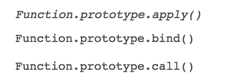 Function.prototype.apply()
Function.prototype.bind()
Function.prototype.call()